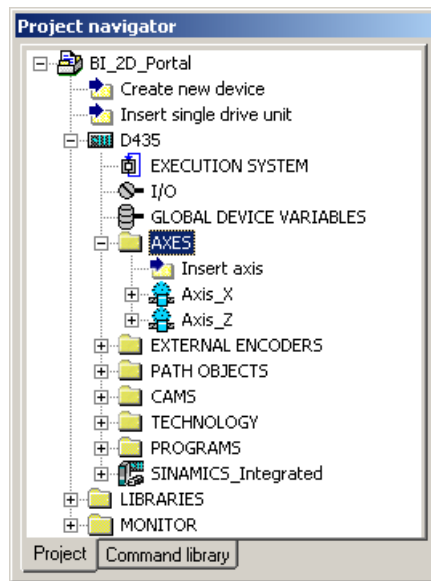 Project navigator
BI_2D_Portal
Create new device
Insert single drive unit
D435
EXECUTION SYSTEM
I/O
GLOBAL DEVICE VARIABLES
AXES
Insert axis
Axis_X
Axis_Z
EXTERNAL ENCODERS
PATH OBJECTS
CAMS
TECHNOLOGY
PROGRAMS
SINAMICS_Integrated
LIBRARIES
MONITOR
Project Command library